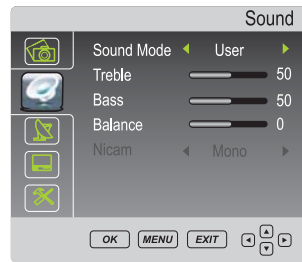 Sound
Sound Mode User
Treble 50
Bass 50
Balance 0
Nicam Mono
OK MENU EXIT